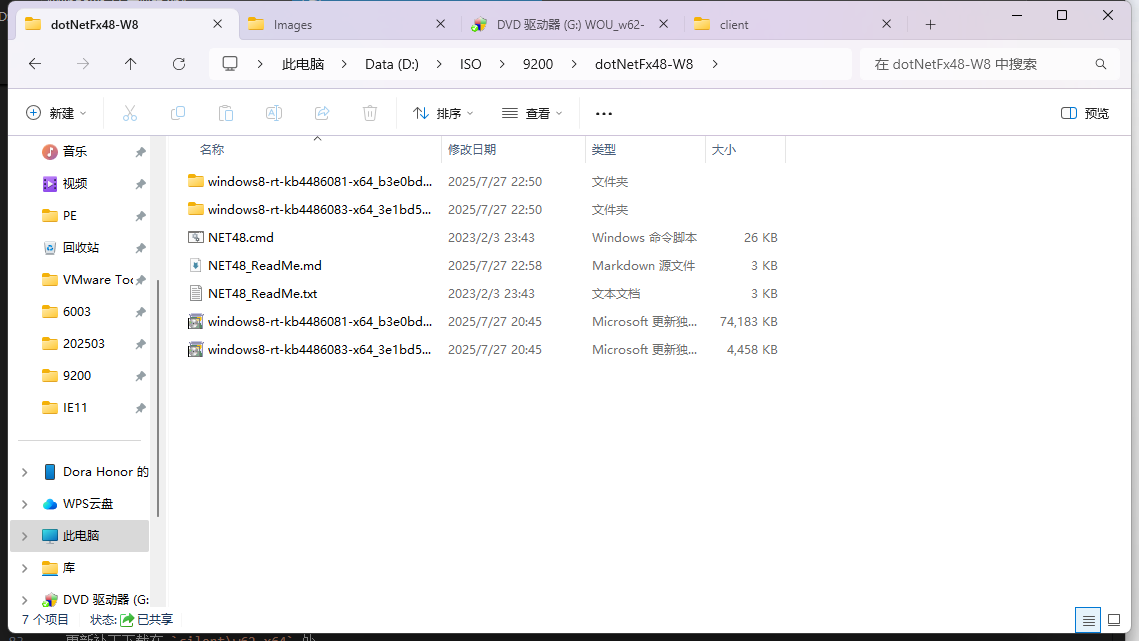 dotNetFx48-W8
Images
DVD 驱动器 (G:) WOU_w62-
client
此电脑 Data (D:) ISO 9200 dotNetFx48-W8
在 dotNetFx48-W8 中搜索
新建 排序 查看 预览
名称 修改日期 类型 大小
windows8-rt-kb4486081-x64_b3e0bd... 2025/7/27 22:50 文件夹
windows8-rt-kb4486083-x64_3e1bd5... 2025/7/27 22:50 文件夹
NET48.cmd 2023/2/3 23:43 Windows 命令脚本 26 KB
NET48_ReadMe.md 2025/7/27 22:58 Markdown 源文件 3 KB
NET48_ReadMe.txt 2023/2/3 23:43 文本文档 3 KB
windows8-rt-kb4486081-x64_b3e0bd... 2025/7/27 20:45 Microsoft 更新独... 74,183 KB
windows8-rt-kb4486083-x64_3e1bd5... 2025/7/27 20:45 Microsoft 更新独... 4,458 KB
音乐
视频
PE
回收站
VMware Too
6003
202503
9200
IE11
Dora Honor 的
WPS云盘
此电脑
库
DVD 驱动器 (G:
7 个项目 状态: 已共享